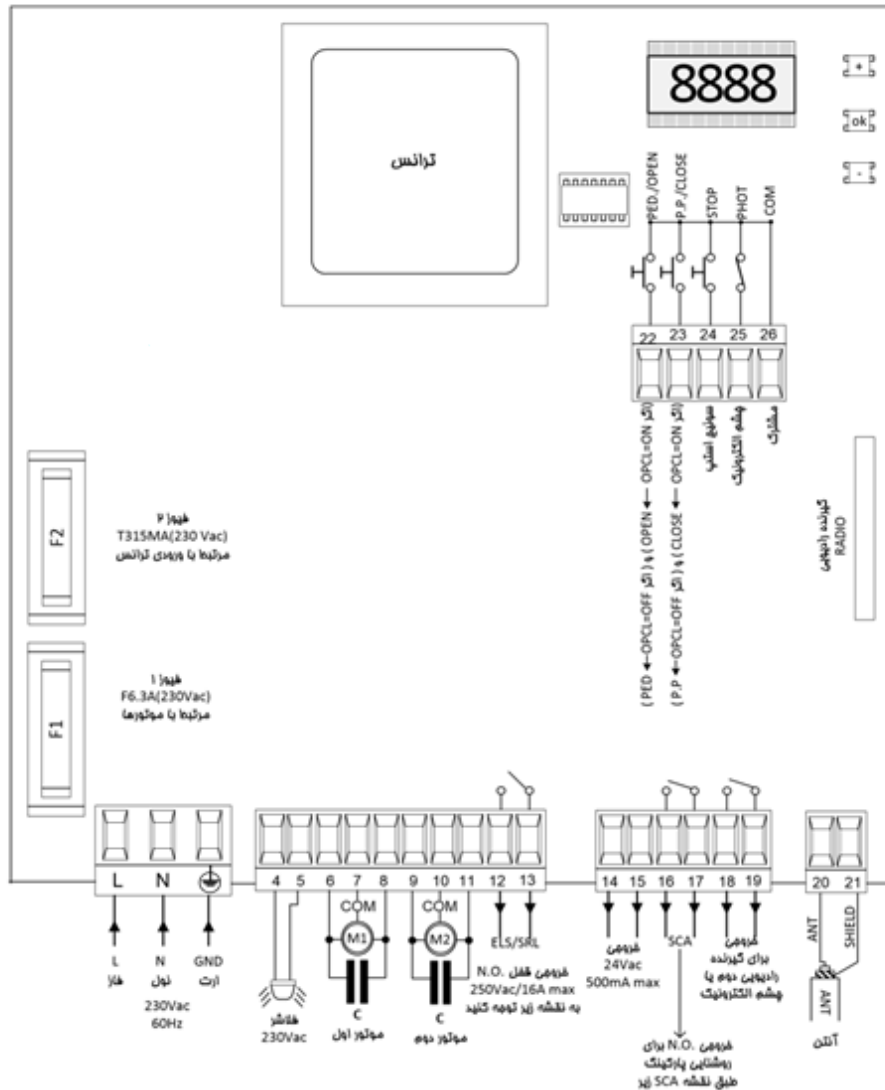 ترانس
8888
+
ok
-
PED./OPEN
P.P./CLOSE
STOP
PHOT
COM
22
23
24
25
26
(اگر OPCL=ON ← OPEN) و (اگر OPCL=OFF ← PED)
(اگر OPCL=ON ← CLOSE) و (اگر OPCL=OFF ← P.P)
سوئیچ استپ
چشم الکترونیک
مشترک
گیرنده رادیویی
RADIO
F2
فیوز ۲
T315MA(230 Vac)
مرتبط با ورودی ترانس
F1
فیوز ۱
F6.3A(230Vac)
مرتبط با موتورها
L
N
4
5
6
7
8
9
10
11
12
13
14
15
16
17
18
19
20
21
L
فاز
N
نول
GND
ارت
230Vac
60Hz
فلاشر
230Vac
COM
M1
C
موتور اول
COM
M2
C
موتور دوم
ELS/SRL
خروجی قفل N.O.
250Vac/16A max
به نقشه زیر توجه کنید
خروجی
24Vac
500mA max
SCA
خروجی N.O. برای
روشنایی پارکینگ
طبق نقشه SCA زیر
خروجی
برای گیرنده
رادیویی دوم یا
چشم الکترونیک
ANT
SHIELD
ANT
آنتن